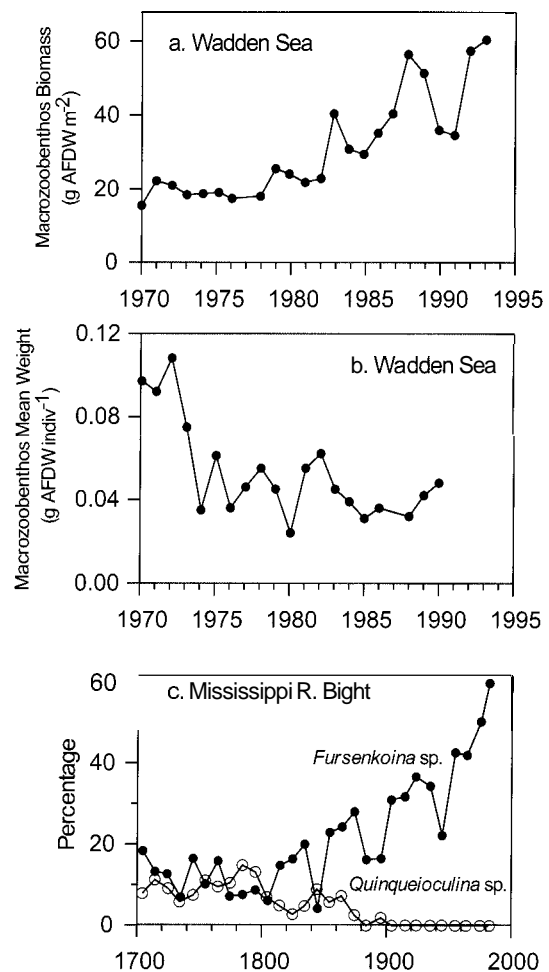 a. Wadden Sea
Macrozoobenthos Biomass
(g AFDW m-2)
60
40
20
0
1970 1975 1980 1985 1990 1995
b. Wadden Sea
Macrozoobenthos Mean Weight
(g AFDW indiv-1)
0.12
0.08
0.04
0.00
1970 1975 1980 1985 1990 1995
c. Mississippi R. Bight
Percentage
60
40
20
0
Fursenkoina sp.
Quinqueioculina sp.
1700 1800 1900 2000